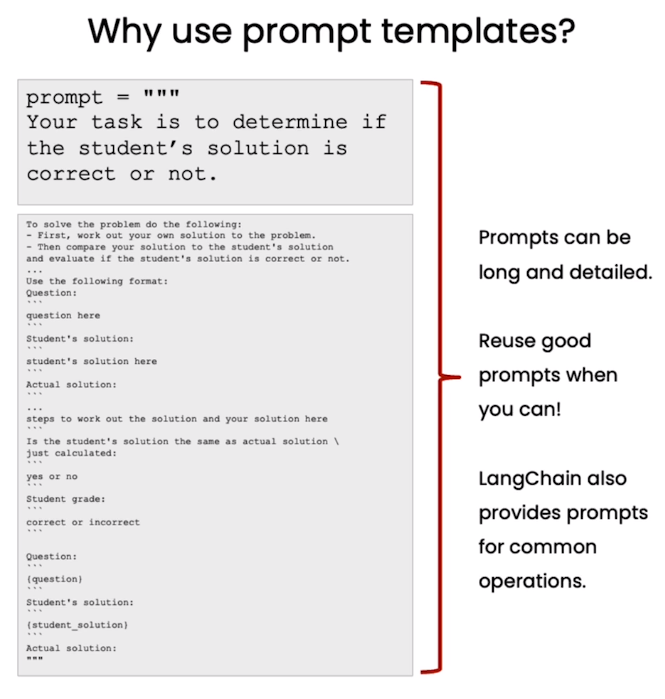 Why use prompt templates?
prompt = """
Your task is to determine if
the student’s solution is
correct or not.
To solve the problem do the following:
- First, work out your own solution to the problem.
- Then compare your solution to the student's solution
and evaluate if the student's solution is correct or not.
...
Use the following format:
Question:
```
question here
```
Student's solution:
```
student's solution here
```
Actual solution:
```
...
steps to work out the solution and your solution here
```
Is the student's solution the same as actual solution \
just calculated:
```
yes or no
```
Student grade:
```
correct or incorrect
```
Question:
```
{question}
```
Student's solution:
```
{student_solution}
```
Actual solution:
"""
Prompts can be
long and detailed.
Reuse good
prompts when
you can!
LangChain also
provides prompts
for common
operations.